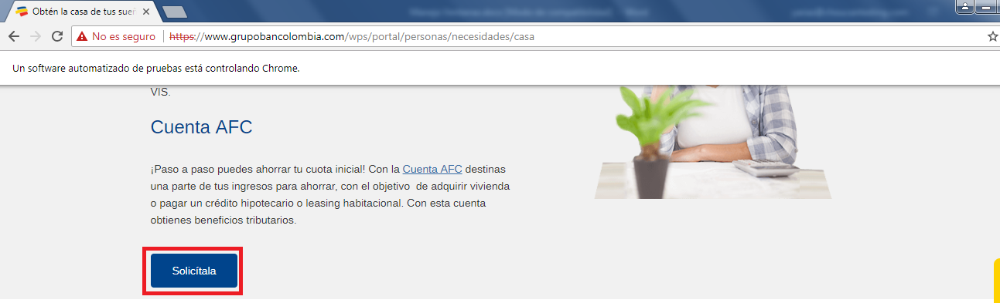 Obtén la casa de tus sueñ
No es seguro https://www.grupobancolombia.com/wps/portal/personas/necesidades/casa
Un software automatizado de pruebas está controlando Chrome.
VIS.
Cuenta AFC
¡Paso a paso puedes ahorrar tu cuota inicial! Con la Cuenta AFC destinas
una parte de tus ingresos para ahorrar, con el objetivo de adquirir vivienda
o pagar un crédito hipotecario o leasing habitacional. Con esta cuenta
obtienes beneficios tributarios.
Solicítala